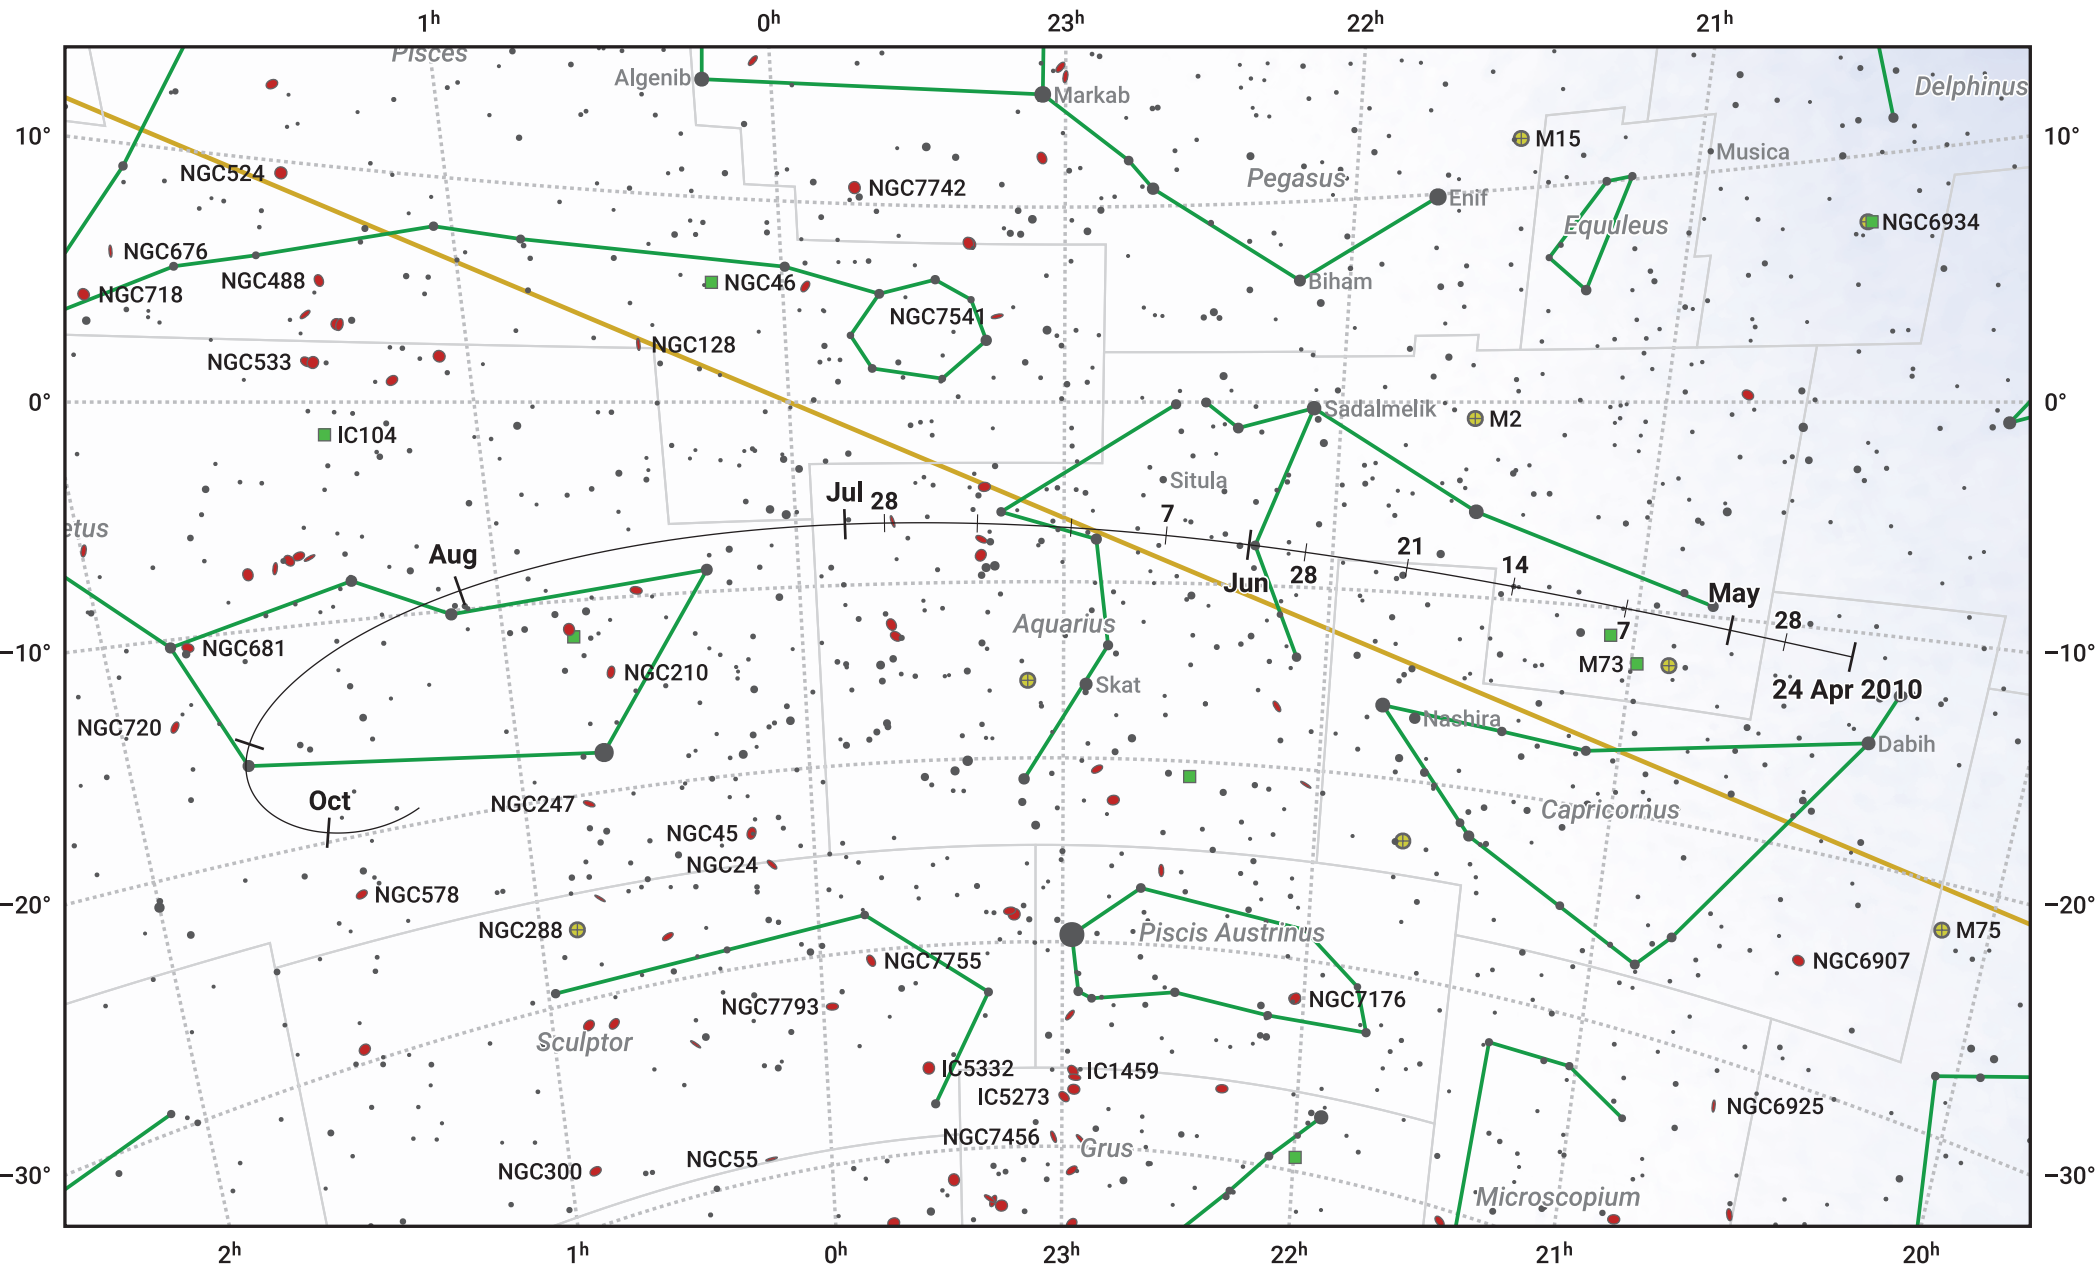 1h 0h 23h 22h 21h
Pisces
Delphinus
Algenib
Markab
10°
10°
M15
Musica
NGC524
NGC7742
Pegasus
Enif
Equuleus
NGC6934
NGC676
NGC488
NGC46
Biham
NGC718
NGC7541
NGC128
NGC533
0°
0°
Sadalmelik
M2
IC104
Situla
Jul 28
7
etus
Aug
21
14
Jun 28
May
28
7
Aquarius
−10°
−10°
NGC681
NGC210
M73
Skat
24 Apr 2010
NGC720
Nashira
Dabih
Oct
NGC247
Capricornus
NGC45
NGC24
NGC578
−20°
−20°
NGC288
Piscis Austrinus
M75
NGC7755
NGC6907
NGC7793
NGC7176
Sculptor
IC5332
IC1459
IC5273
NGC6925
NGC7456
Grus
NGC55
NGC300
−30°
−30°
Microscopium
2h 1h 0h 23h 22h 21h 20h